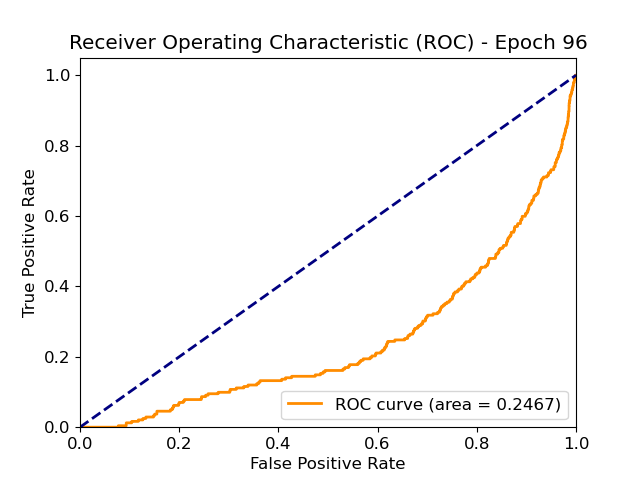 Receiver Operating Characteristic (ROC) - Epoch 96
True Positive Rate
1.0
0.8
0.6
0.4
0.2
0.0
ROC curve (area = 0.2467)
0.0 0.2 0.4 0.6 0.8 1.0
False Positive Rate